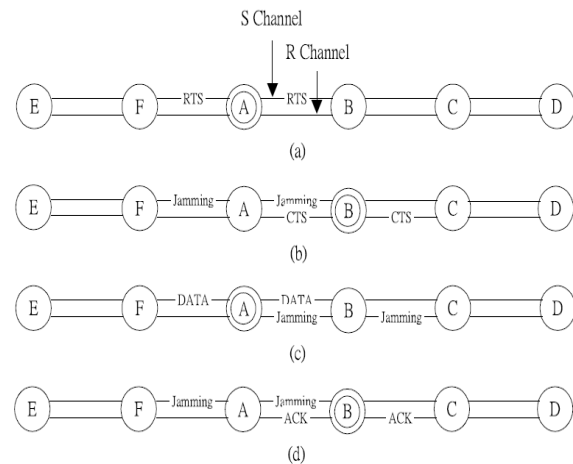 S Channel
R Channel
E F RTS A RTS B C D
(a)
E F Jamming A Jamming CTS B CTS C D
(b)
E F DATA A DATA Jamming B Jamming C D
(c)
E F Jamming A Jamming ACK B ACK C D
(d)